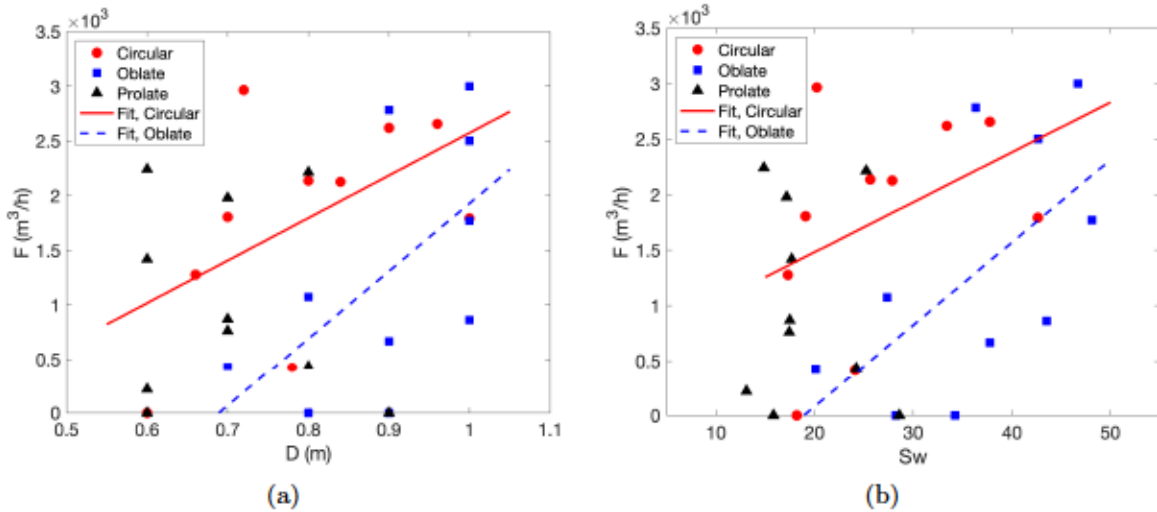 ×10³
3.5
3
2.5
2
1.5
1
0.5
0
F (m³/h)
Circular
Oblate
Prolate
Fit, Circular
Fit, Oblate
0.5 0.6 0.7 0.8 0.9 1 1.1
D (m)
(a)
×10³
3.5
3
2.5
2
1.5
1
0.5
0
F (m³/h)
Circular
Oblate
Prolate
Fit, Circular
Fit, Oblate
10 20 30 40 50
Sw
(b)